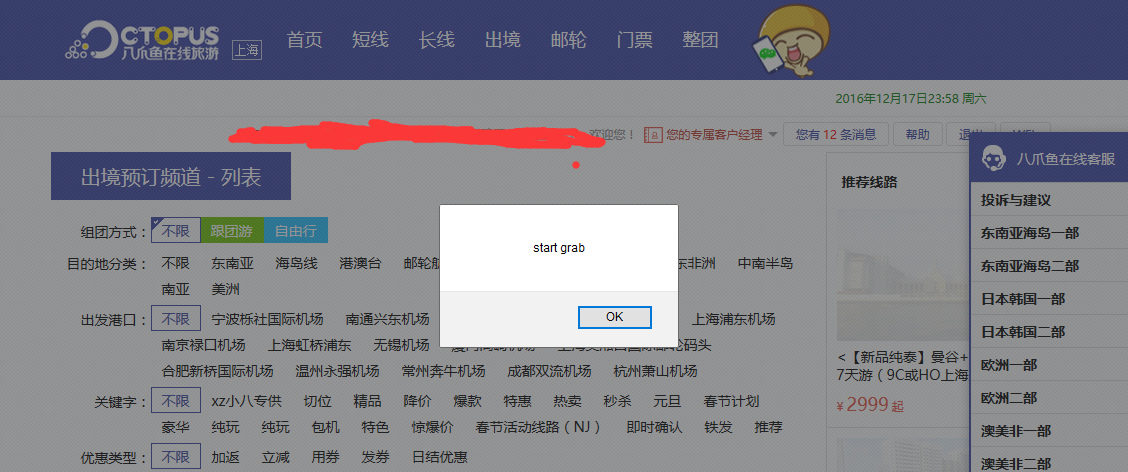 OCTOPUS
八爪鱼在线旅游
上海
首页 短线 长线 出境 邮轮 门票 整团
2016年12月17日23:58 周六
欢迎您！ 您的专属客户经理 您有 12 条消息 帮助 退出
八爪鱼在线客服
出境预订频道 - 列表
推荐线路
投诉与建议
东南亚海岛一部
东南亚海岛二部
日本韩国一部
日本韩国二部
欧洲一部
欧洲二部
澳美非一部
澳美非二部
组团方式： 不限 跟团游 自由行
目的地分类： 不限 东南亚 海岛线 港澳台 邮轮 东非洲 中南半岛
南亚 美洲
start grab
OK
出发港口： 不限 宁波栎社国际机场 南通兴东机场 上海浦东机场
南京禄口机场 上海虹桥浦东 无锡机场
合肥新桥国际机场 温州永强机场 常州奔牛机场 成都双流机场 杭州萧山机场
关键字： 不限 xz小八专供 切位 精品 降价 爆款 特惠 热卖 秒杀 元旦 春节计划
豪华 纯玩 纯玩 包机 特色 惊爆价 春节活动线路（NJ） 即时确认 铁发 推荐
优惠类型： 不限 加返 立减 用券 发券 日结优惠
<【新品纯泰】曼谷+
7天游（9C或HO上海
¥ 2999 起